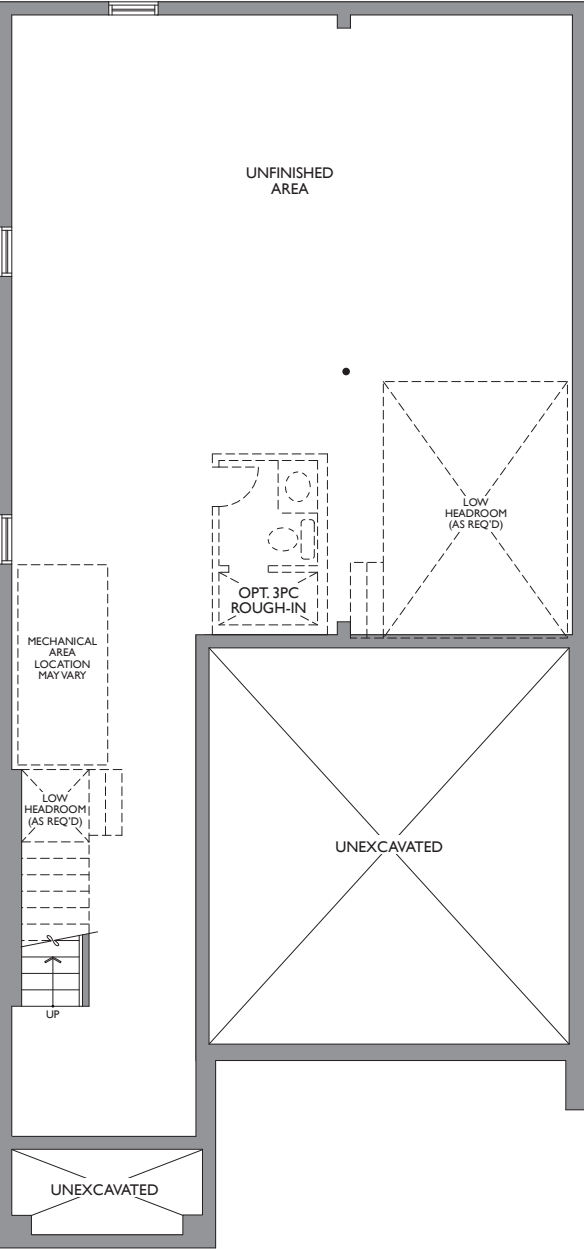 UNFINISHED
AREA
LOW
HEADROOM
(AS REQ'D)
OPT. 3PC
ROUGH-IN
MECHANICAL
AREA
LOCATION
MAY VARY
LOW
HEADROOM
(AS REQ'D)
UNEXCAVATED
UP
UNEXCAVATED